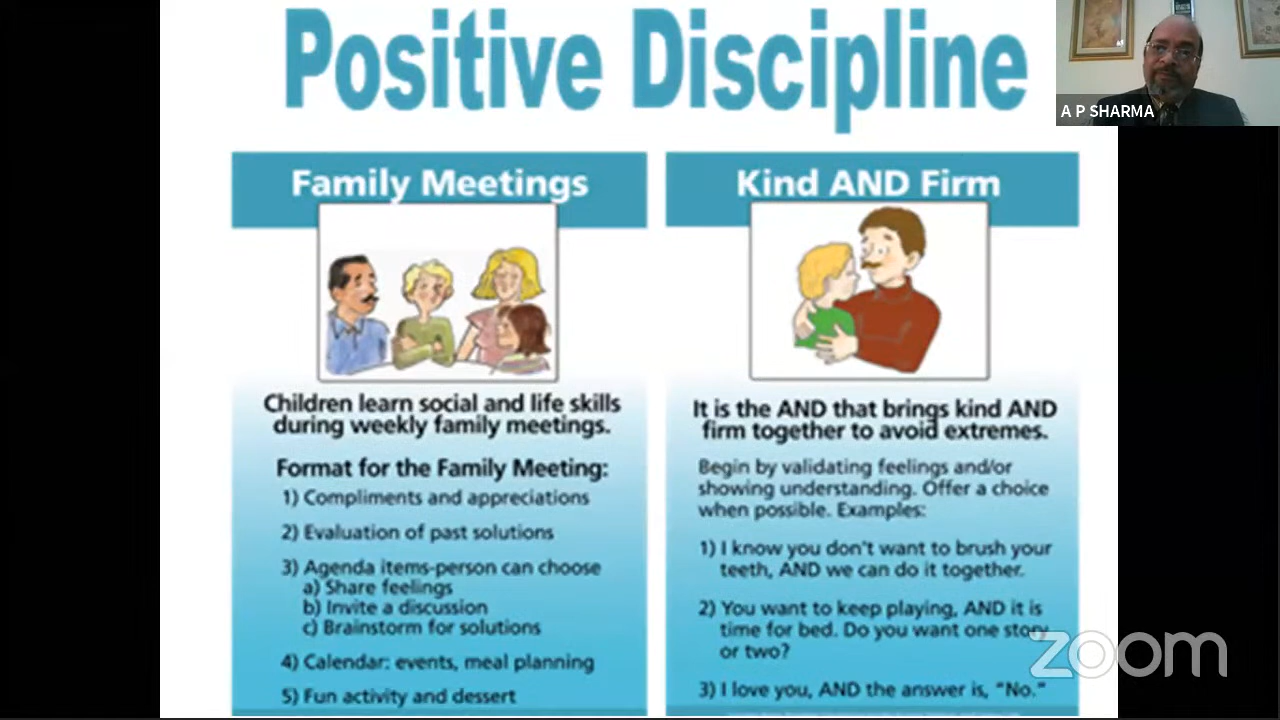 Positive Discipline
A P SHARMA
Family Meetings
Children learn social and life skills
during weekly family meetings.
Format for the Family Meeting:
1) Compliments and appreciations
2) Evaluation of past solutions
3) Agenda items-person can choose
a) Share feelings
b) Invite a discussion
c) Brainstorm for solutions
4) Calendar: events, meal planning
5) Fun activity and dessert
Kind AND Firm
It is the AND that brings kind AND
firm together to avoid extremes.
Begin by validating feelings and/or
showing understanding. Offer a choice
when possible. Examples:
1) I know you don't want to brush your
teeth, AND we can do it together.
2) You want to keep playing, AND it is
time for bed. Do you want one story
or two?
3) I love you, AND the answer is, "No."
zoom